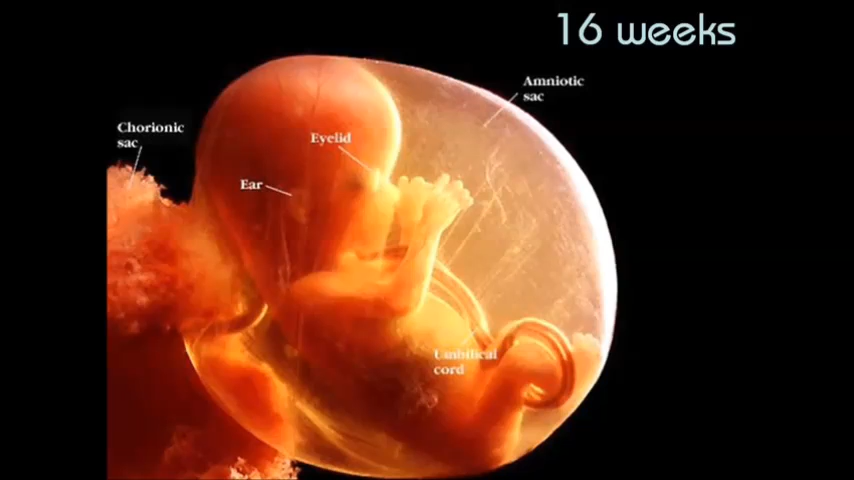 16 weeks
Amniotic
sac
Chorionic
sac
Eyelid
Ear
Umbilical
cord